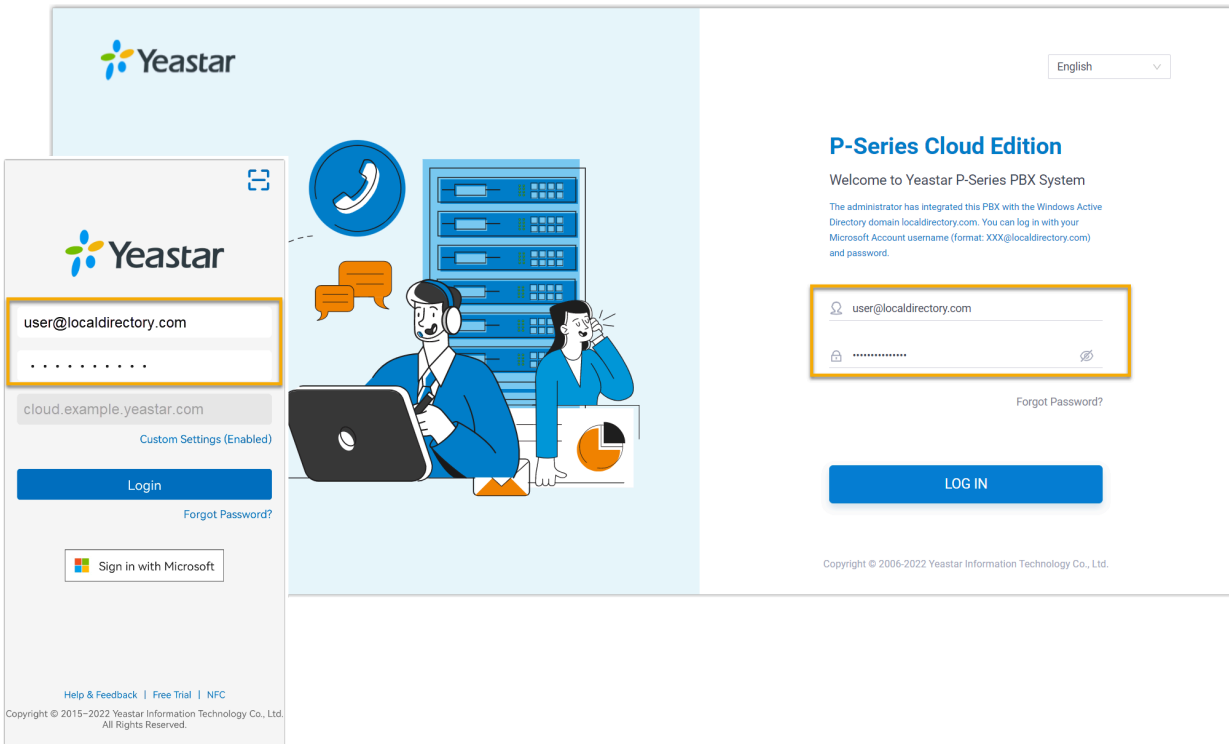 Yeastar
English
P-Series Cloud Edition
Welcome to Yeastar P-Series PBX System
The administrator has integrated this PBX with the Windows Active
Directory domain localdirectory.com. You can log in with your
Microsoft Account username (format: XXX@localdirectory.com)
and password.
user@localdirectory.com
••••••••••••••
Forgot Password?
LOG IN
Copyright © 2006-2022 Yeastar Information Technology Co., Ltd.
Yeastar
user@localdirectory.com
• • • • • • • • • •
cloud.example.yeastar.com
Custom Settings (Enabled)
Login
Forgot Password?
Sign in with Microsoft
Help & Feedback | Free Trial | NFC
Copyright © 2015–2022 Yeastar Information Technology Co., Ltd.
All Rights Reserved.